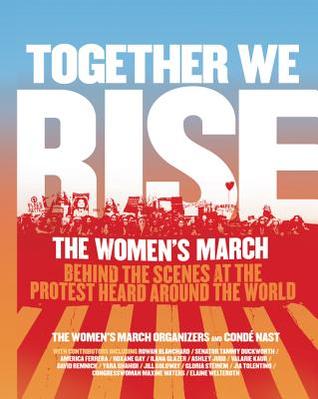 TOGETHER WE
RISE
THE WOMEN'S MARCH
BEHIND THE SCENES AT THE
PROTEST HEARD AROUND THE WORLD
THE WOMEN'S MARCH ORGANIZERS AND CONDÉ NAST
WITH CONTRIBUTORS INCLUDING ROWAN BLANCHARD / SENATOR TAMMY DUCKWORTH /
AMERICA FERRERA / ROXANE GAY / ILANA GLAZER / ASHLEY JUDD / VALARIE KAUR /
DAVID REMNICK / YARA SHAHIDI / JILL SOLOWAY / GLORIA STEINEM / JIA TOLENTINO /
CONGRESSWOMAN MAXINE WATERS / ELAINE WELTEROTH